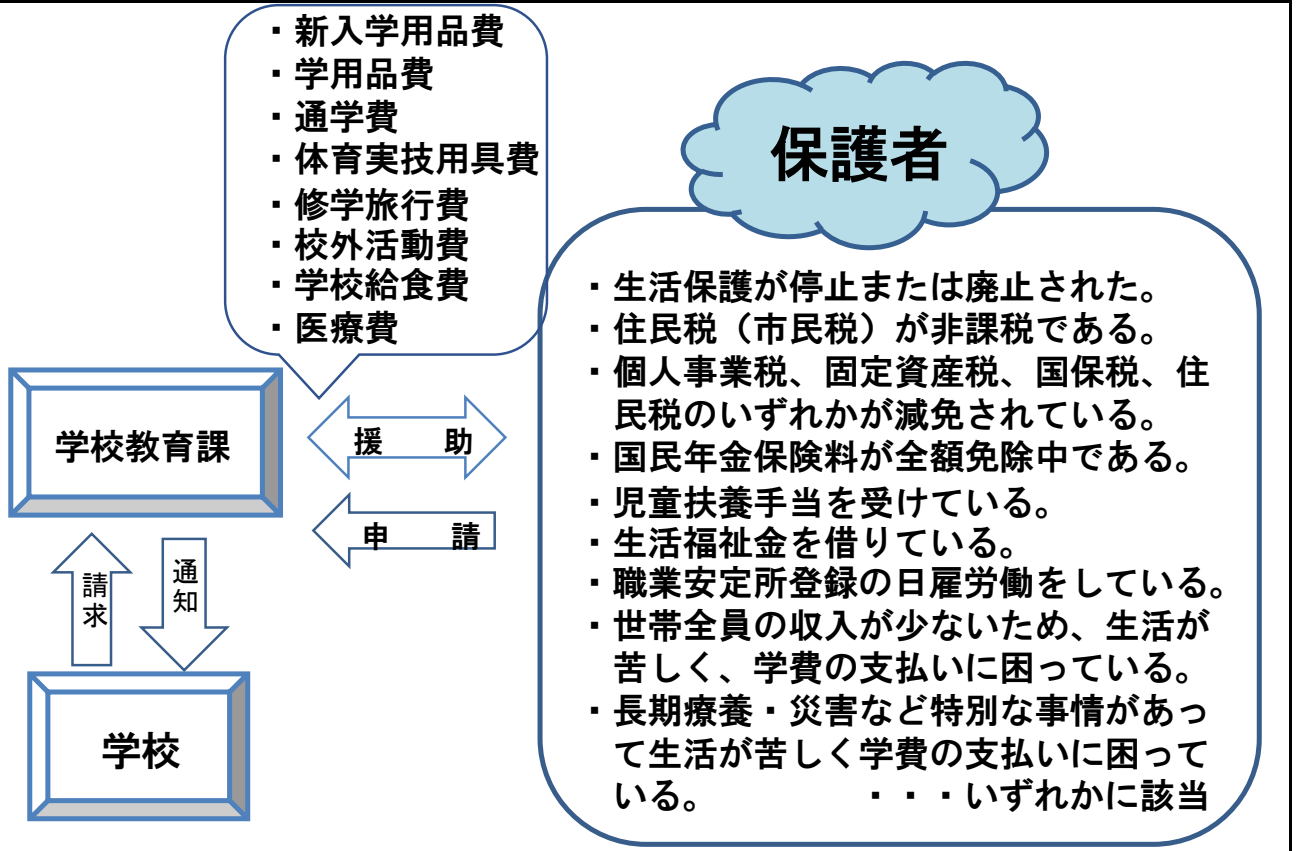 ・新入学用品費
・学用品費
・通学費
・体育実技用具費
・修学旅行費
・校外活動費
・学校給食費
・医療費
保護者
・生活保護が停止または廃止された。
・住民税（市民税）が非課税である。
・個人事業税、固定資産税、国保税、住
民税のいずれかが減免されている。
・国民年金保険料が全額免除中である。
・児童扶養手当を受けている。
・生活福祉金を借りている。
・職業安定所登録の日雇労働をしている。
・世帯全員の収入が少ないため、生活が
苦しく、学費の支払いに困っている。
・長期療養・災害など特別な事情があっ
て生活が苦しく学費の支払いに困って
いる。　　　　・・・いずれかに該当
学校教育課
援　助
申　請
請求
通知
学校